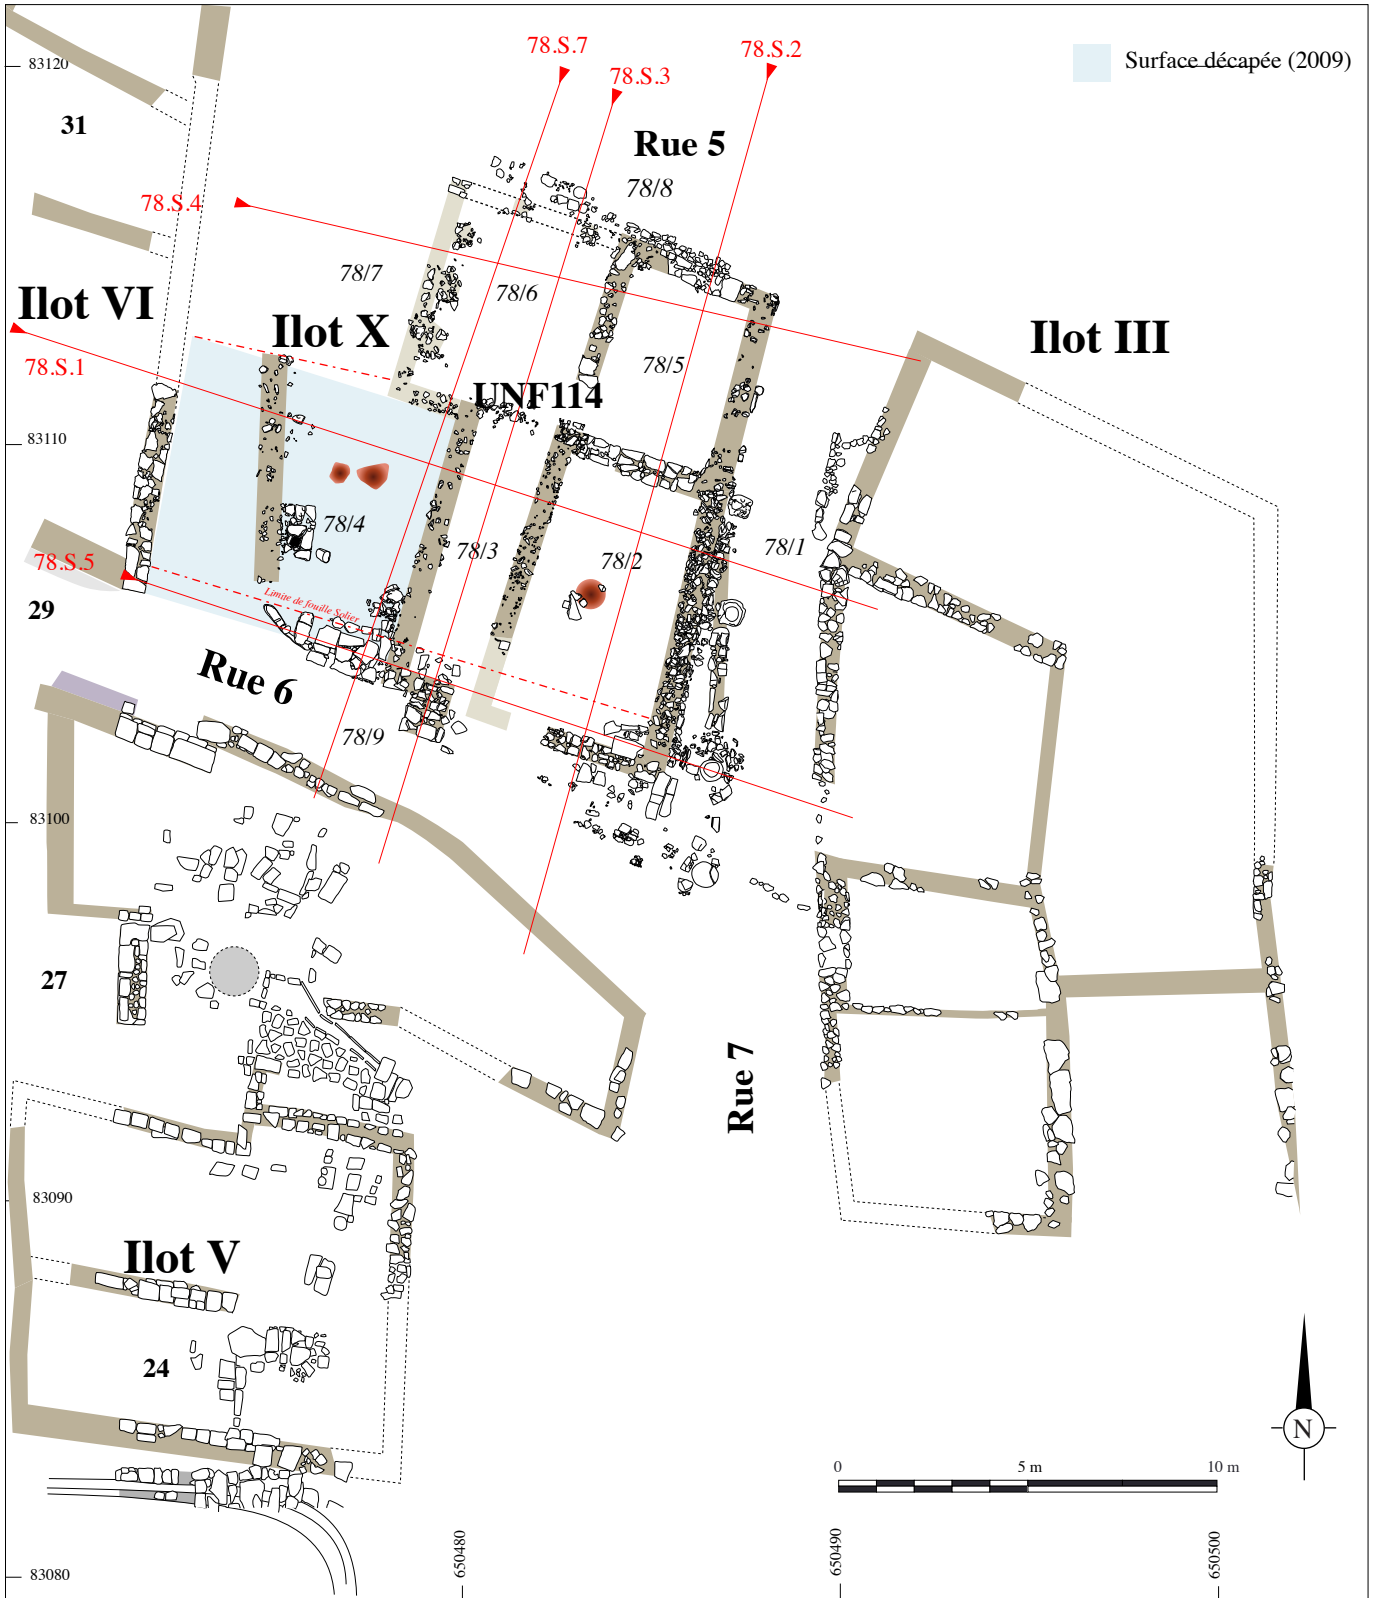 78.S.7
78.S.2
83120
78.S.3
Surface décapée (2009)
31
Rue 5
78/8
78.S.4
78/7
78/6
Ilot VI
Ilot X
Ilot III
78.S.1
78/5
UNF114
83110
78/4
78/3
78/2
78/1
78.S.5
Limite de fouille Solier
29
Rue 6
78/9
83100
27
Rue 7
83090
Ilot V
24
N
0 5 m 10 m
650480
650490
650500
83080